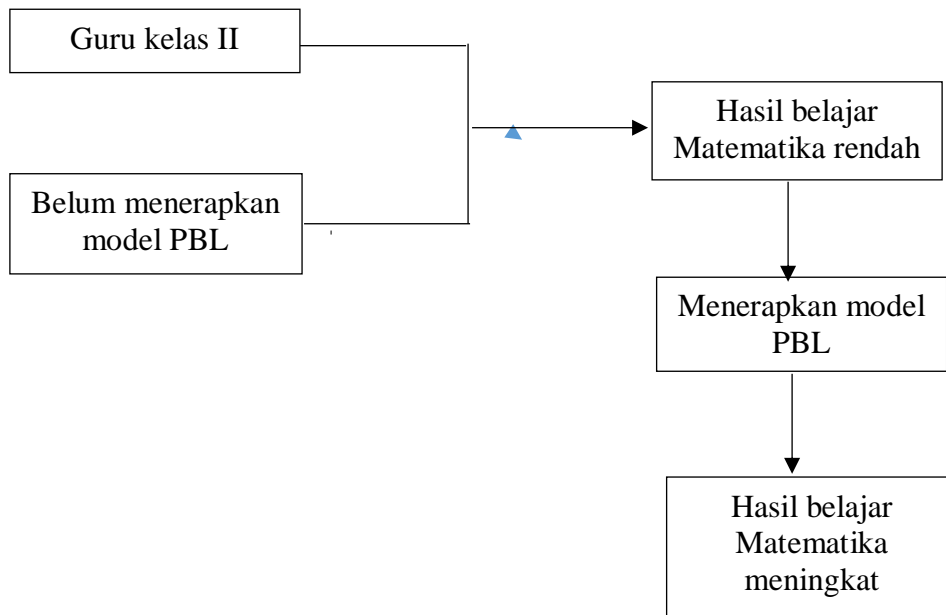 Guru kelas II
Belum menerapkan
model PBL
Hasil belajar
Matematika rendah
Menerapkan model
PBL
Hasil belajar
Matematika
meningkat